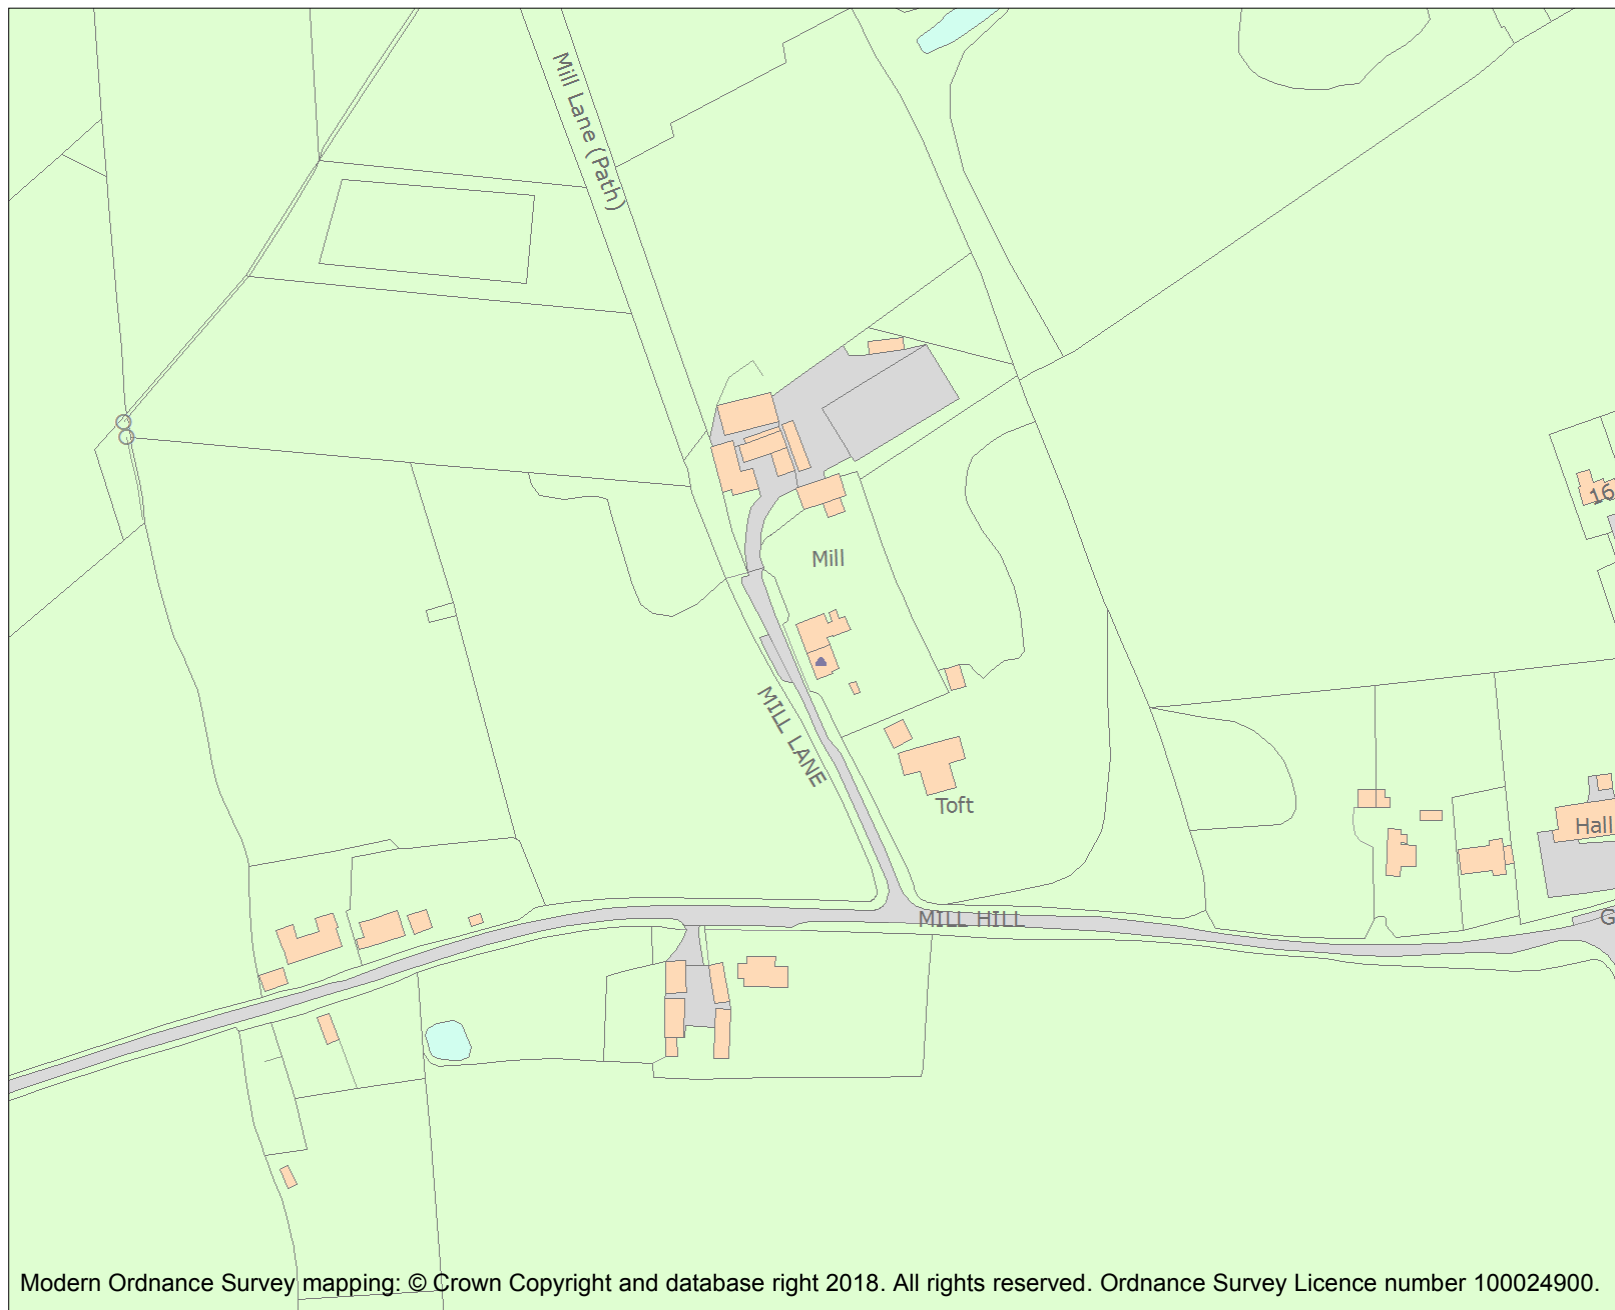 Mill Lane (Path)
16
Mill
MILL LANE
Toft
Hall
MILL HILL
G
Modern Ordnance Survey mapping: © Crown Copyright and database right 2018. All rights reserved. Ordnance Survey Licence number 100024900.